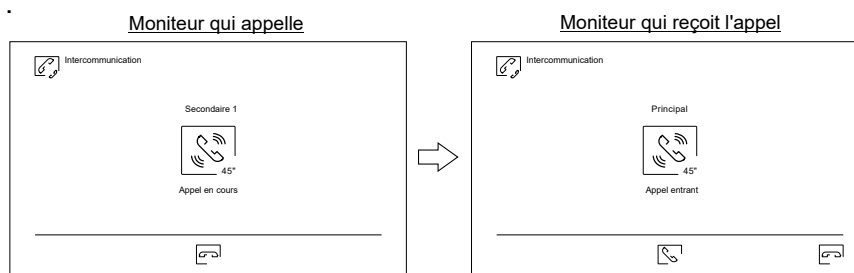 .
Moniteur qui appelle
Moniteur qui reçoit l'appel
Intercommunication
Secondaire 1
45"
Appel en cours
Intercommunication
Principal
45"
Appel entrant